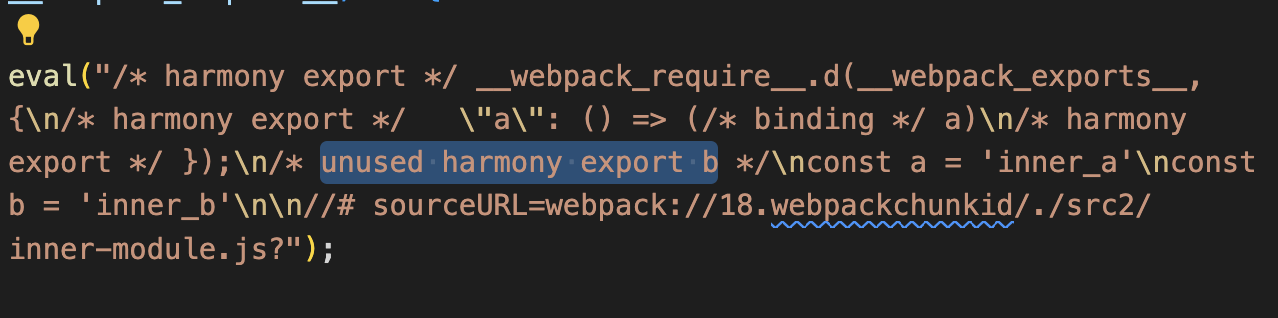 eval("/* harmony export */ __webpack_require__.d(__webpack_exports__,
{\n/* harmony export */   \"a\": () => (/* binding */ a)\n/* harmony
export */ });\n/* unused harmony export b */\nconst a = 'inner_a'\nconst
b = 'inner_b'\n\n//# sourceURL=webpack://18.webpackchunkid/./src2/
inner-module.js?");